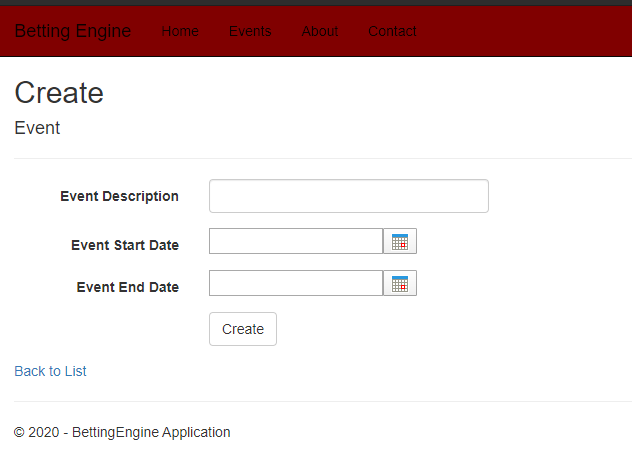 Betting Engine Home Events About Contact
Create
Event
Event Description
Event Start Date
Event End Date
Create
Back to List
© 2020 - BettingEngine Application